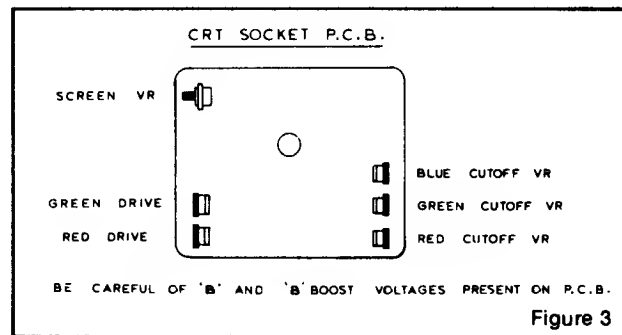 CRT SOCKET P.C.B.
SCREEN VR
BLUE CUTOFF VR
GREEN DRIVE
GREEN CUTOFF VR
RED DRIVE
RED CUTOFF VR
BE CAREFUL OF 'B' AND 'B' BOOST VOLTAGES PRESENT ON P.C.B.
Figure 3